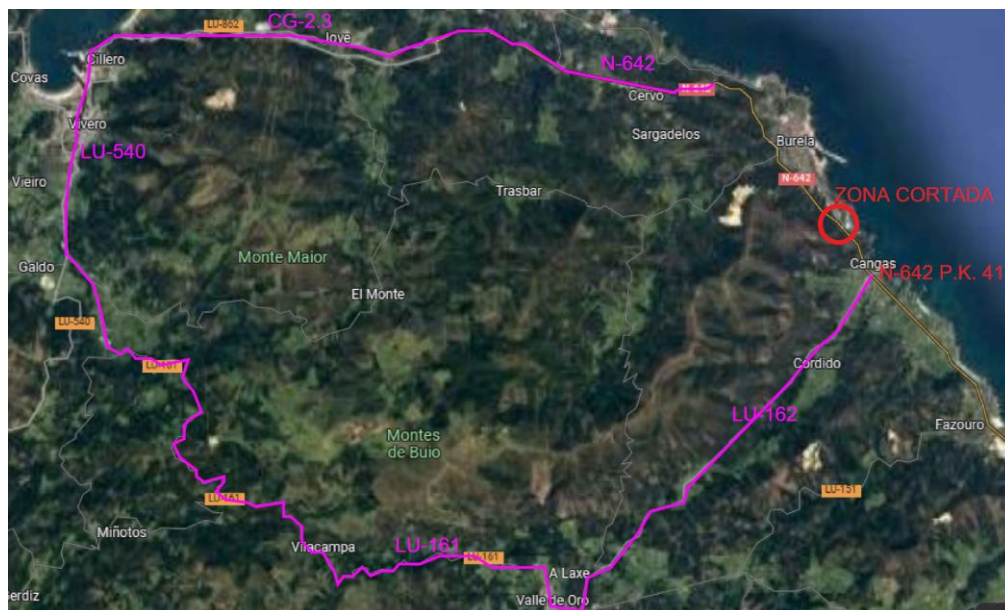 LU-862
CG-2.3
Jove
Cillero
Covas
N-642
Cervo
Vivero
Sargadelos
Burela
LU-540
Vieiro
Trasbar
N-642
ZONA CORTADA
Monte Maior
Cangas
N-642 P.K. 41
Galdo
El Monte
LU-540
LU-161
Cordido
LU-162
Montes
de Buio
Fazouro
LU-151
LU-161
Miñotos
Vilacampa
LU-161
LU-161
A Laxe
Valle de Oro